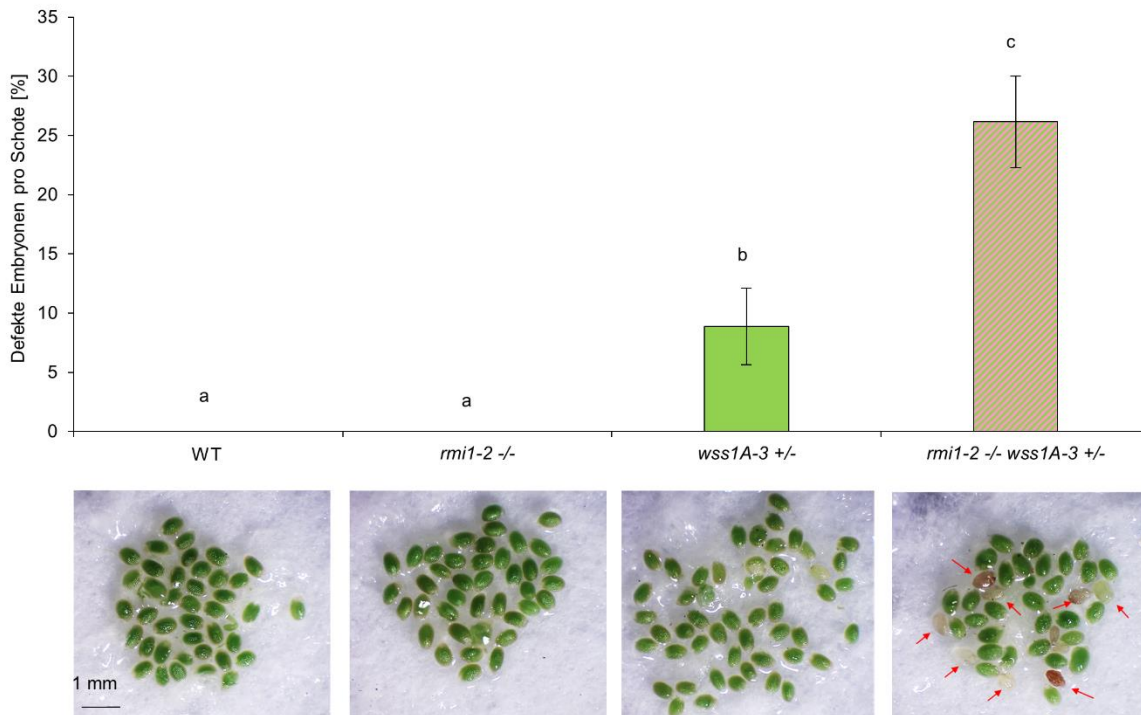 Defekte Embryonen pro Schote [%]
35
30
25
20
15
10
5
0
a
a
b
c
WT
rmi1-2 -/-
wss1A-3 +/-
rmi1-2 -/- wss1A-3 +/-
1 mm